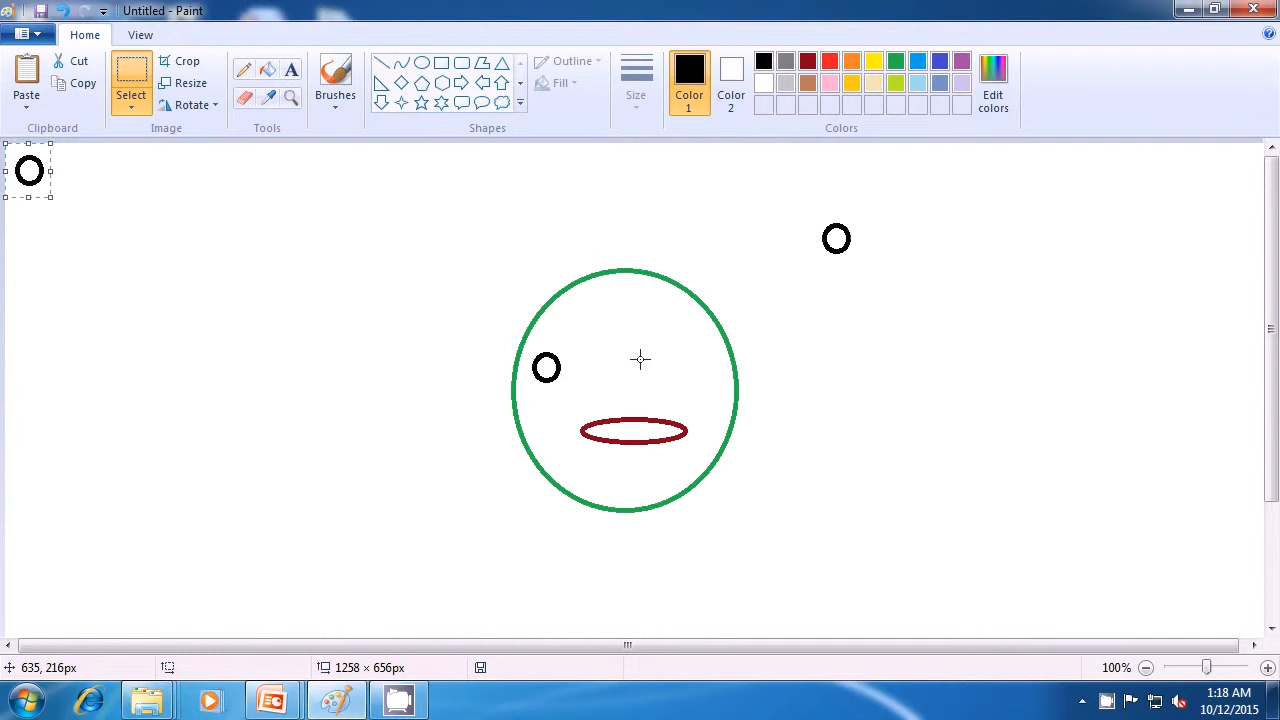 Untitled - Paint
Home View
Paste
Cut
Copy
Clipboard
Select
Crop
Resize
Rotate
Image
A
Tools
Brushes
Outline
Fill
Shapes
Size
Color 1
Color 2
Edit colors
Colors
635, 216px
1258 × 656px
100%
1:18 AM
10/12/2015